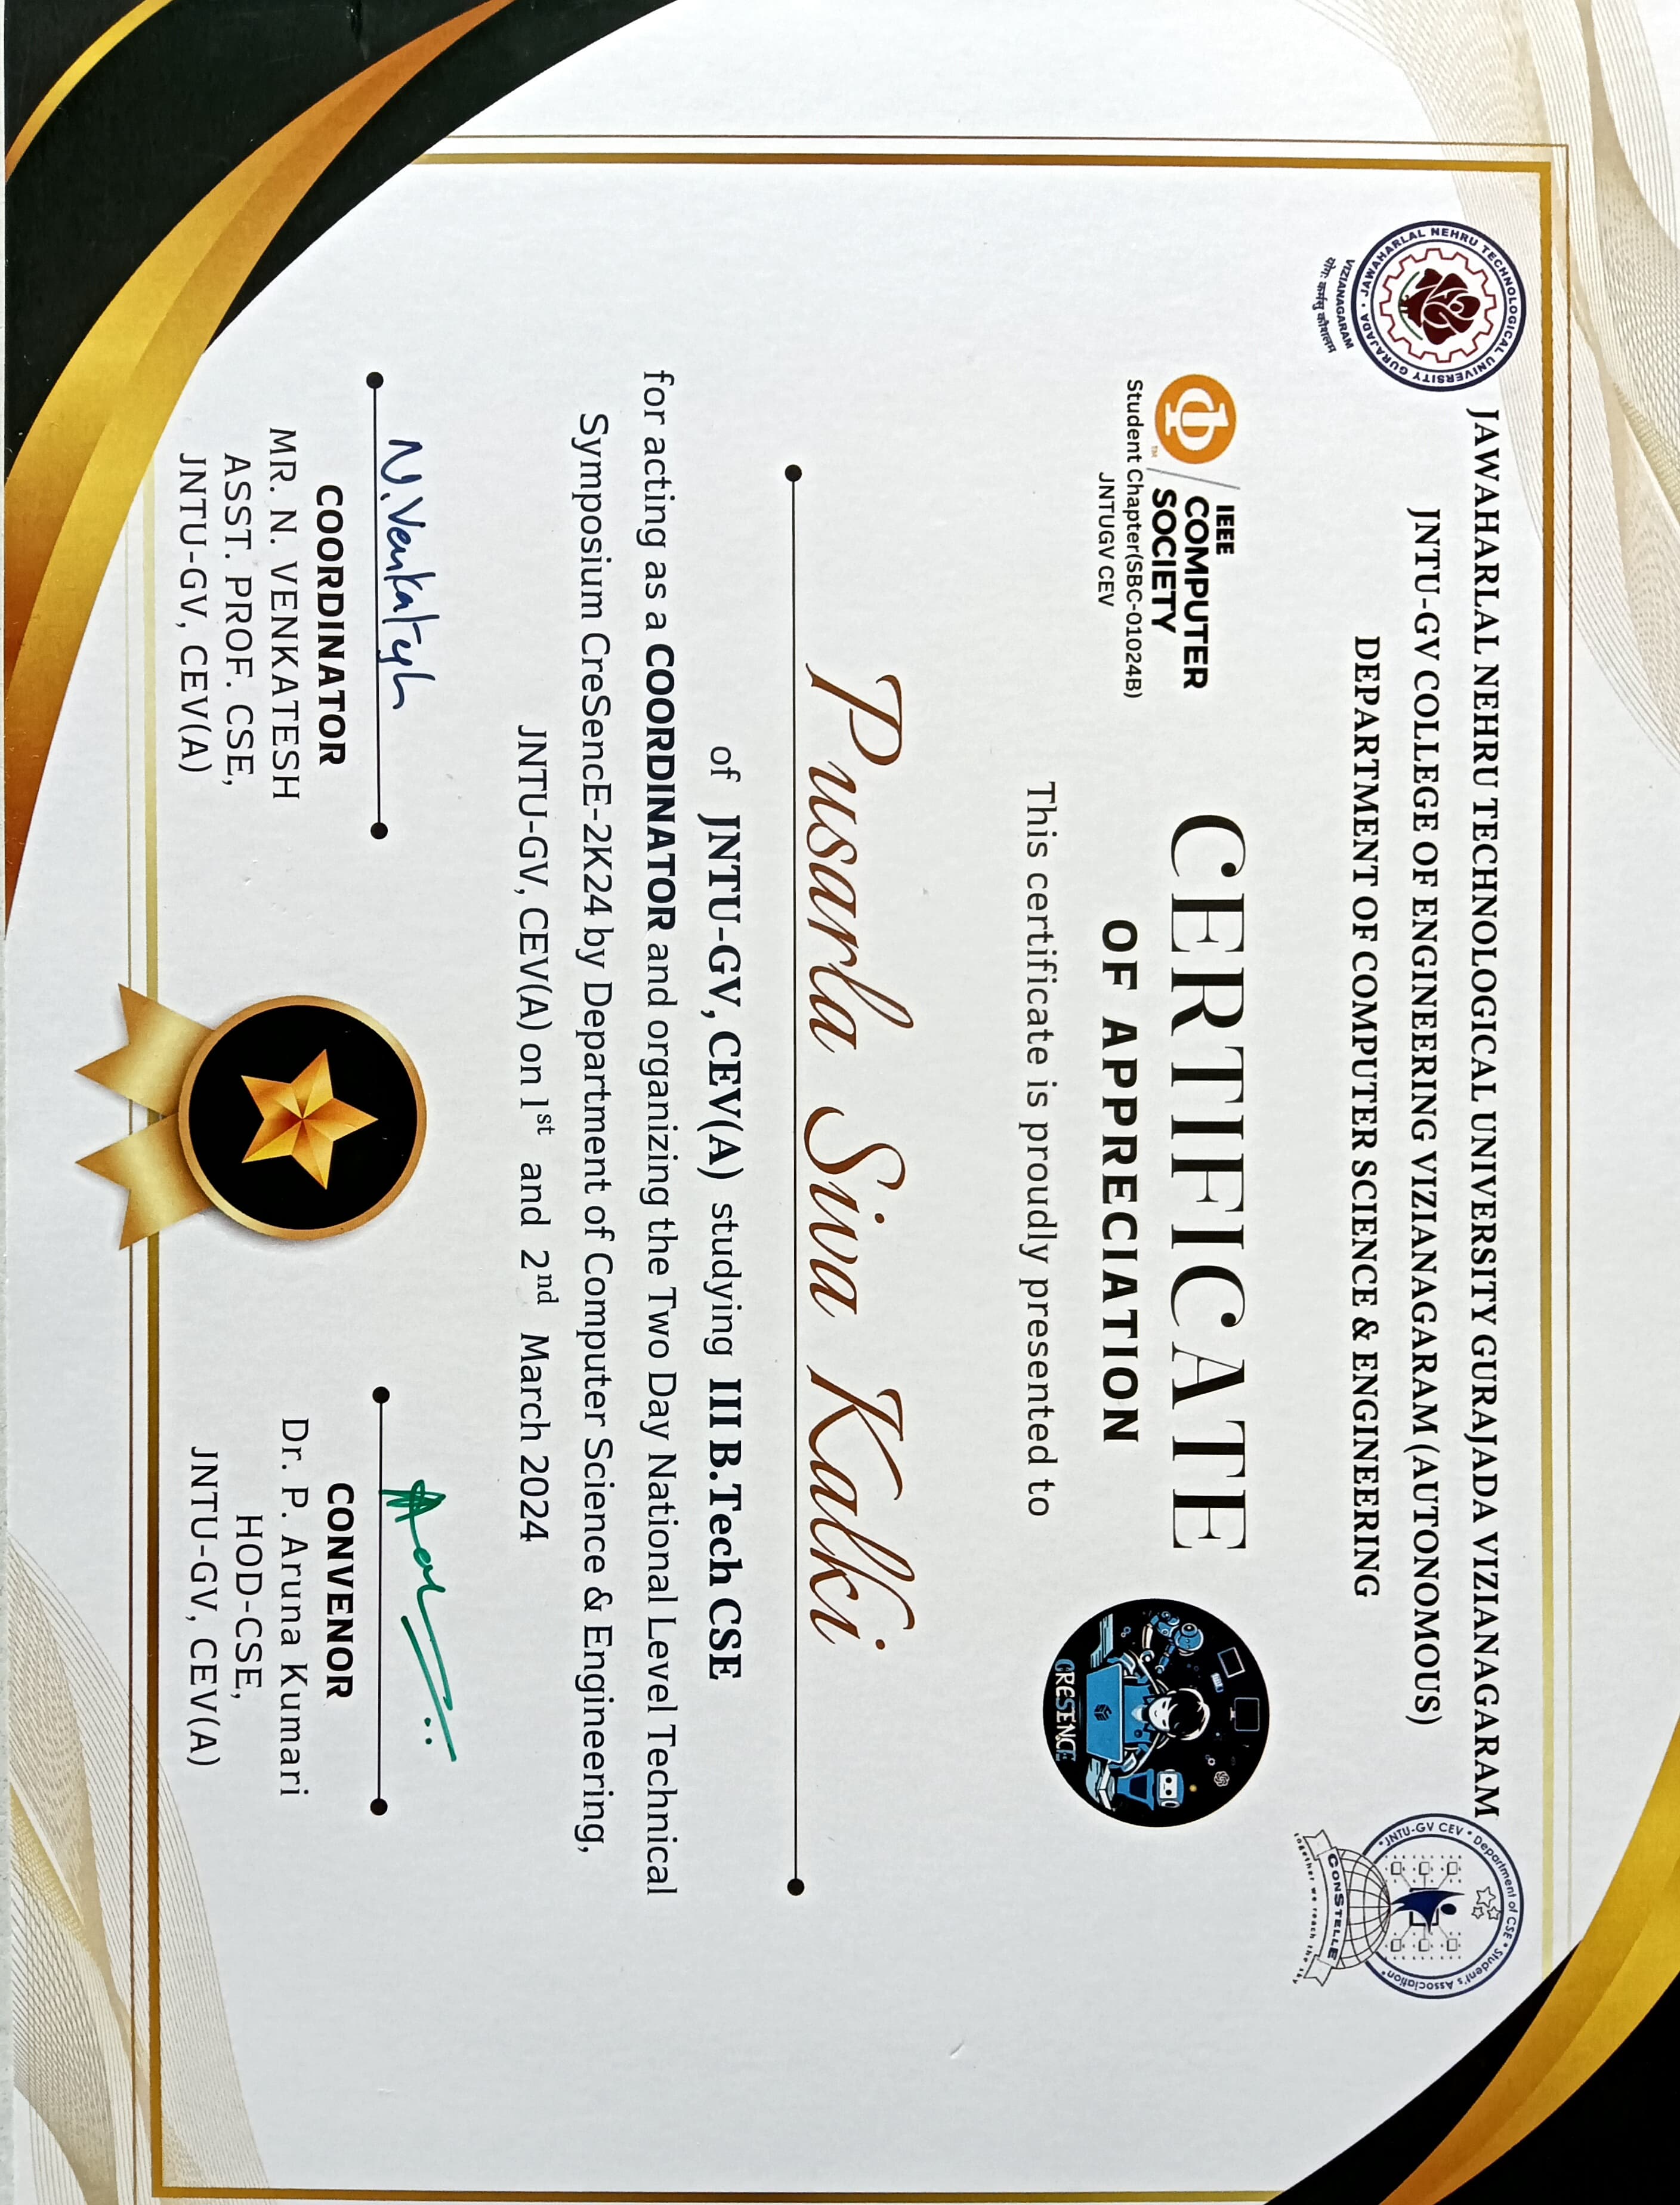 JAWAHARLAL NEHRU TECHNOLOGICAL UNIVERSITY GURAJADA VIZIANAGARAM
JNTU-GV COLLEGE OF ENGINEERING VIZIANAGARAM (AUTONOMOUS)
DEPARTMENT OF COMPUTER SCIENCE & ENGINEERING
JAWAHARLAL NEHRU TECHNOLOGICAL UNIVERSITY GURAJADA
VIZIANAGARAM
योगः कर्मसु कौशलम्
JNTU-GV CEV • Department of CSE • Student's Association
CONSTELLE
together we reach the sky
IEEE
COMPUTER
SOCIETY
TM
Student Chapter(SBC-01024B)
JNTUGV CEV
CERTIFICATE
OF APPRECIATION
CRESENCE
This certificate is proudly presented to
Pusarla Siva Kalki
of JNTU-GV, CEV(A) studying III B.Tech CSE
for acting as a COORDINATOR and organizing the Two Day National Level Technical
Symposium CreSencE-2K24 by Department of Computer Science & Engineering,
JNTU-GV, CEV(A) on 1st and 2nd March 2024
N.Venkatesh
COORDINATOR
MR. N. VENKATESH
ASST. PROF. CSE,
JNTU-GV, CEV(A)
CONVENOR
Dr. P. Aruna Kumari
HOD-CSE,
JNTU-GV, CEV(A)